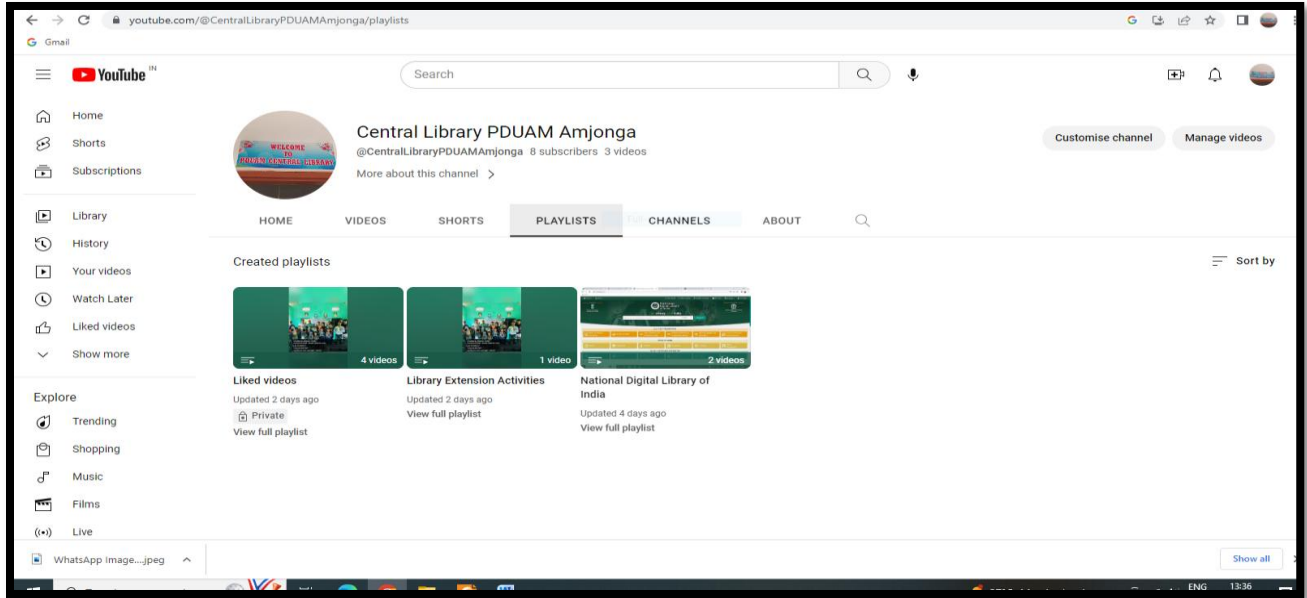 youtube.com/@CentralLibraryPDUAMAmjonga/playlists
Gmail
YouTube IN
Search
Home
Shorts
Subscriptions
Library
History
Your videos
Watch Later
Liked videos
Show more
Explore
Trending
Shopping
Music
Films
Live
WELCOME
TO
PDUAM CENTRAL LIBRARY
Central Library PDUAM Amjonga
@CentralLibraryPDUAMAmjonga 8 subscribers 3 videos
More about this channel
Customise channel Manage videos
HOME VIDEOS SHORTS PLAYLISTS CHANNELS ABOUT
Created playlists
Sort by
4 videos
Liked videos
Updated 2 days ago
Private
View full playlist
1 video
Library Extension Activities
Updated 2 days ago
View full playlist
2 videos
National Digital Library of
India
Updated 4 days ago
View full playlist
WhatsApp Image....jpeg
Show all
ENG 13:36